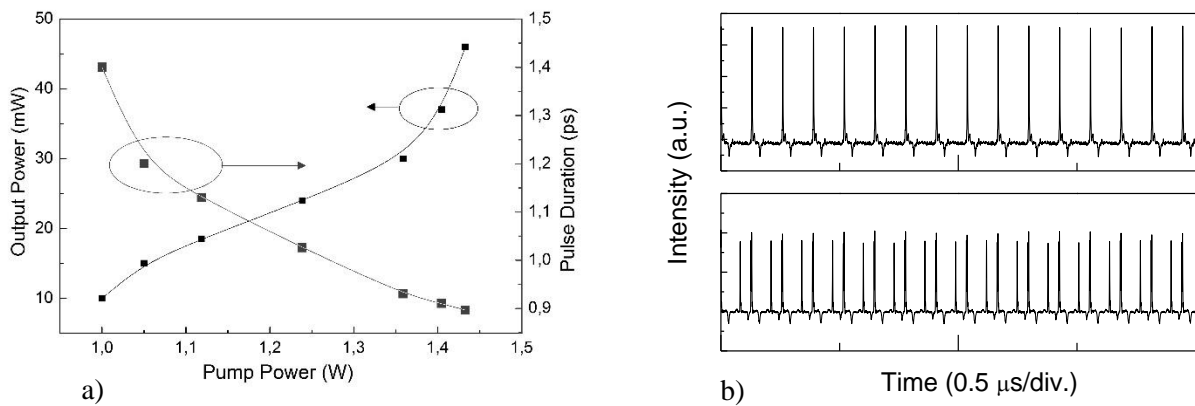 50
40
30
20
10
Output Power (mW)
1,5
1,4
1,3
1,2
1,1
1,0
0,9
Pulse Duration (ps)
1,0 1,1 1,2 1,3 1,4 1,5
Pump Power (W)
a)
Intensity (a.u.)
Time (0.5 μs/div.)
b)